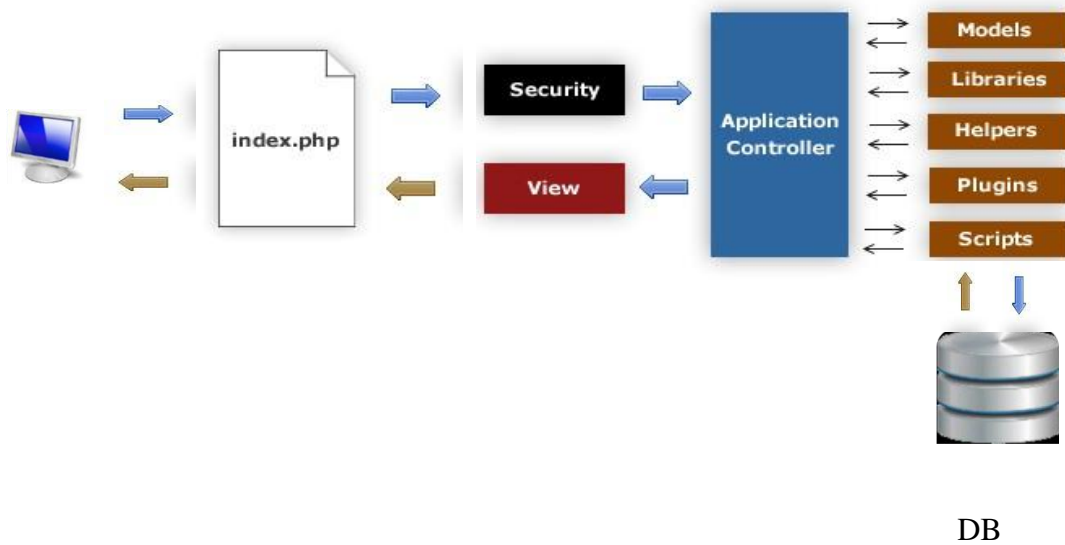 index.php
Security
View
Application
Controller
Models
Libraries
Helpers
Plugins
Scripts
DB